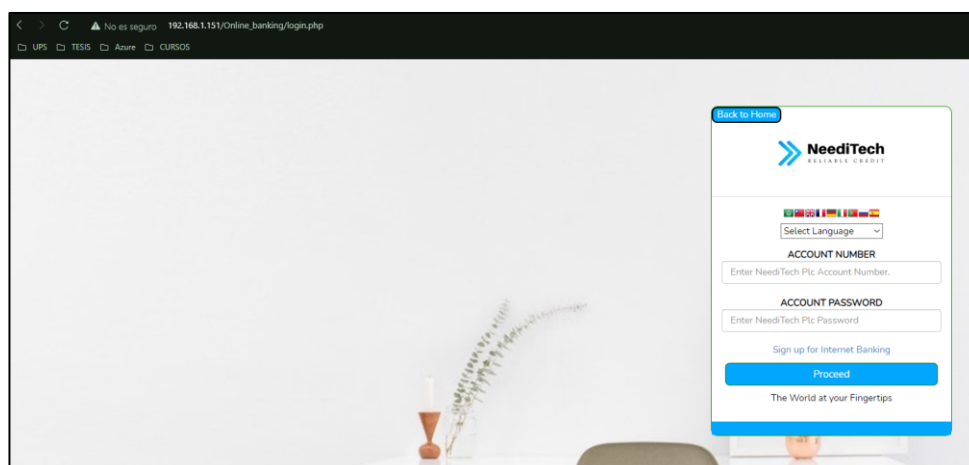 No es seguro 192.168.1.151/Online_banking/login.php
UPS TESIS Azure CURSOS
Back to Home
NeediTech
RELIABLE CREDIT
Select Language
ACCOUNT NUMBER
Enter NeediTech Plc Account Number.
ACCOUNT PASSWORD
Enter NeediTech Plc Password
Sign up for Internet Banking
Proceed
The World at your Fingertips